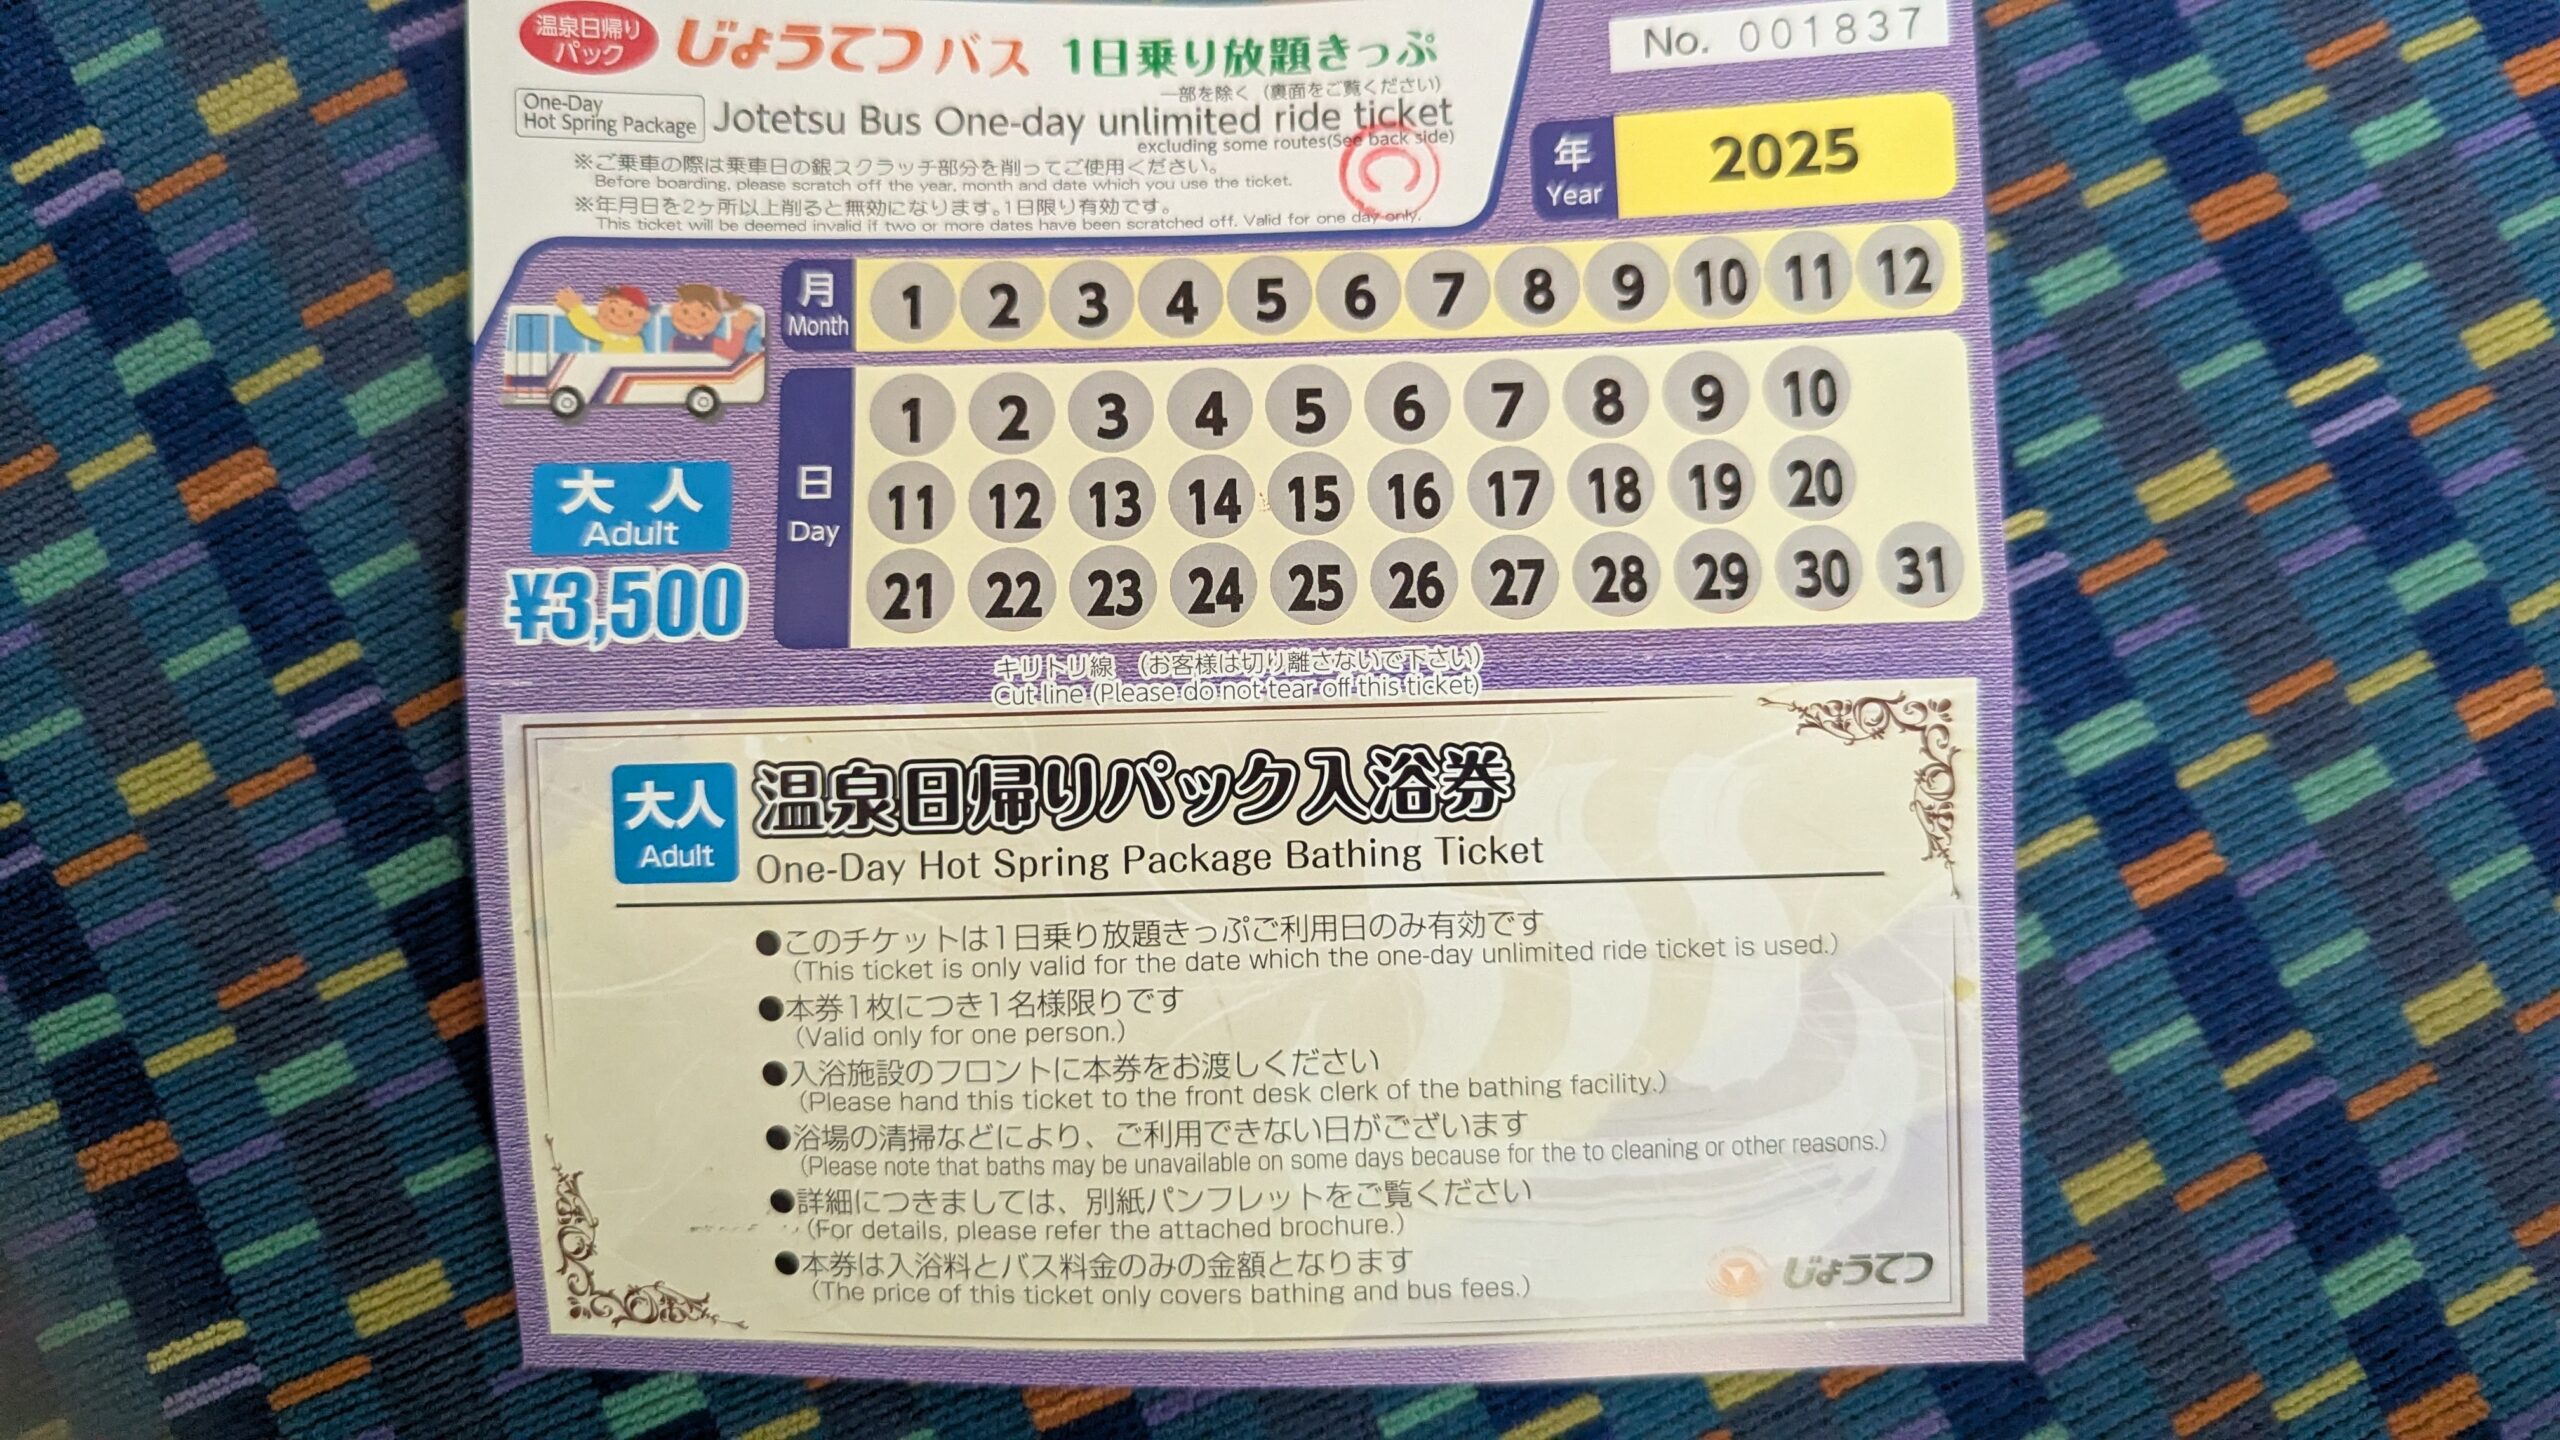 温泉日帰り
パック
じょうてつバス 1日乗り放題きっぷ
一部を除く（裏面をご覧ください）
One-Day
Hot Spring Package
Jotetsu Bus One-day unlimited ride ticket
excluding some routes(See back side)
※ご乗車の際は乗車日の銀スクラッチ部分を削ってご使用ください。
Before boarding, please scratch off the year, month and date which you use the ticket.
※年月日を2ヶ所以上削ると無効になります。1日限り有効です。
This ticket will be deemed invalid if two or more dates have been scratched off. Valid for one day only.
No. 001837
年
Year
2025
月
Month
1 2 3 4 5 6 7 8 9 10 11 12
日
Day
1 2 3 4 5 6 7 8 9 10
11 12 13 14 15 16 17 18 19 20
21 22 23 24 25 26 27 28 29 30 31
大人
Adult
¥3,500
キリトリ線 （お客様は切り離さないで下さい）
Cut line (Please do not tear off this ticket)
大人
Adult
温泉日帰りパック入浴券
One-Day Hot Spring Package Bathing Ticket
●このチケットは1日乗り放題きっぷご利用日のみ有効です
(This ticket is only valid for the date which the one-day unlimited ride ticket is used.)
●本券1枚につき1名様限りです
(Valid only for one person.)
●入浴施設のフロントに本券をお渡しください
(Please hand this ticket to the front desk clerk of the bathing facility.)
●浴場の清掃などにより、ご利用できない日がございます
(Please note that baths may be unavailable on some days because for the to cleaning or other reasons.)
●詳細につきましては、別紙パンフレットをご覧ください
(For details, please refer the attached brochure.)
●本券は入浴料とバス料金のみの金額となります
(The price of this ticket only covers bathing and bus fees.)
じょうてつ